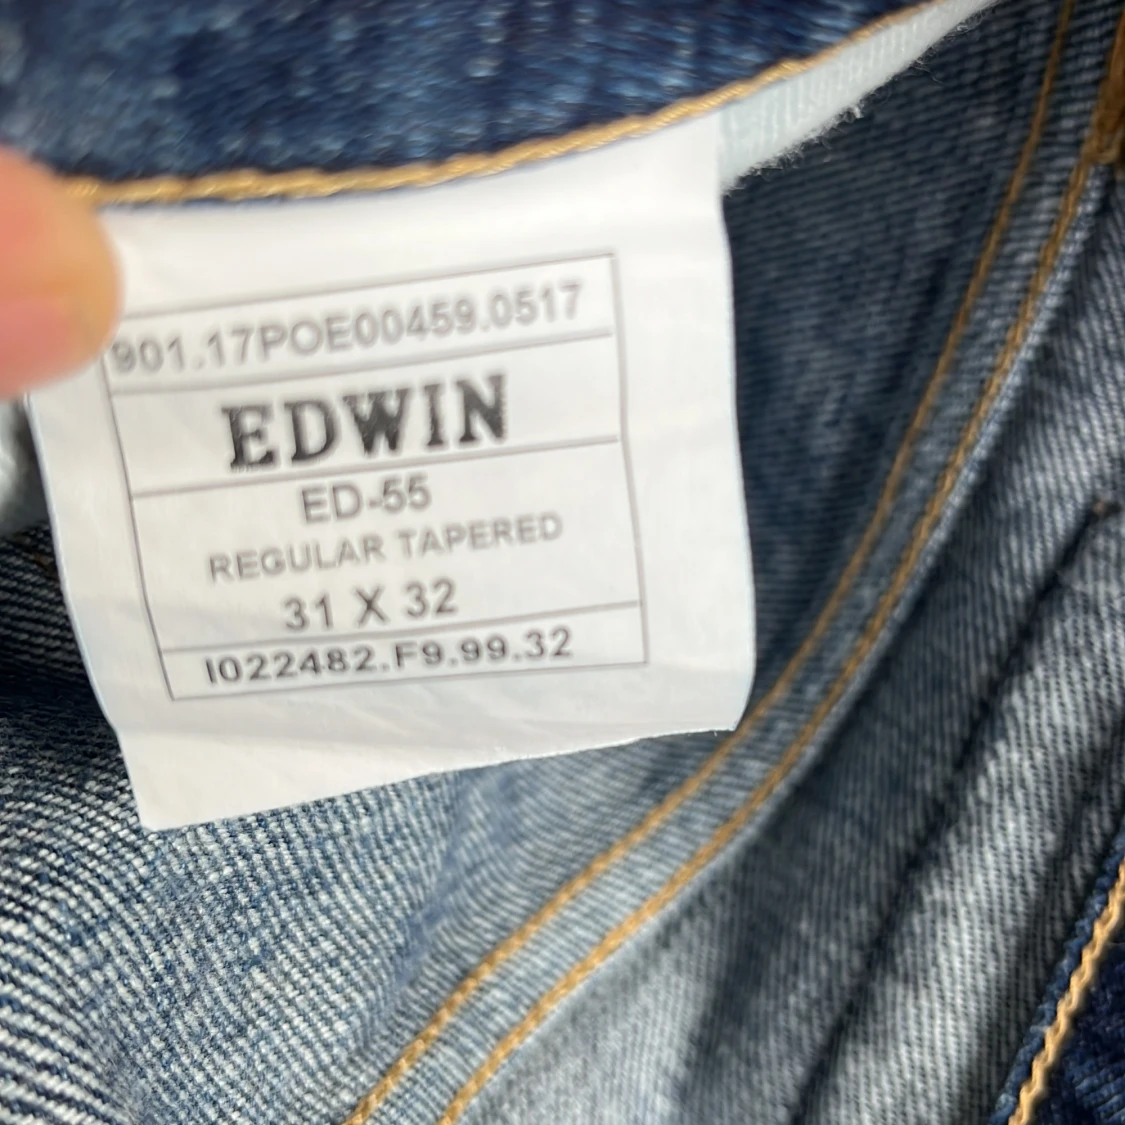 901.17POE00459.0517
EDWIN
ED-55
REGULAR TAPERED
31 X 32
I022482.F9.99.32